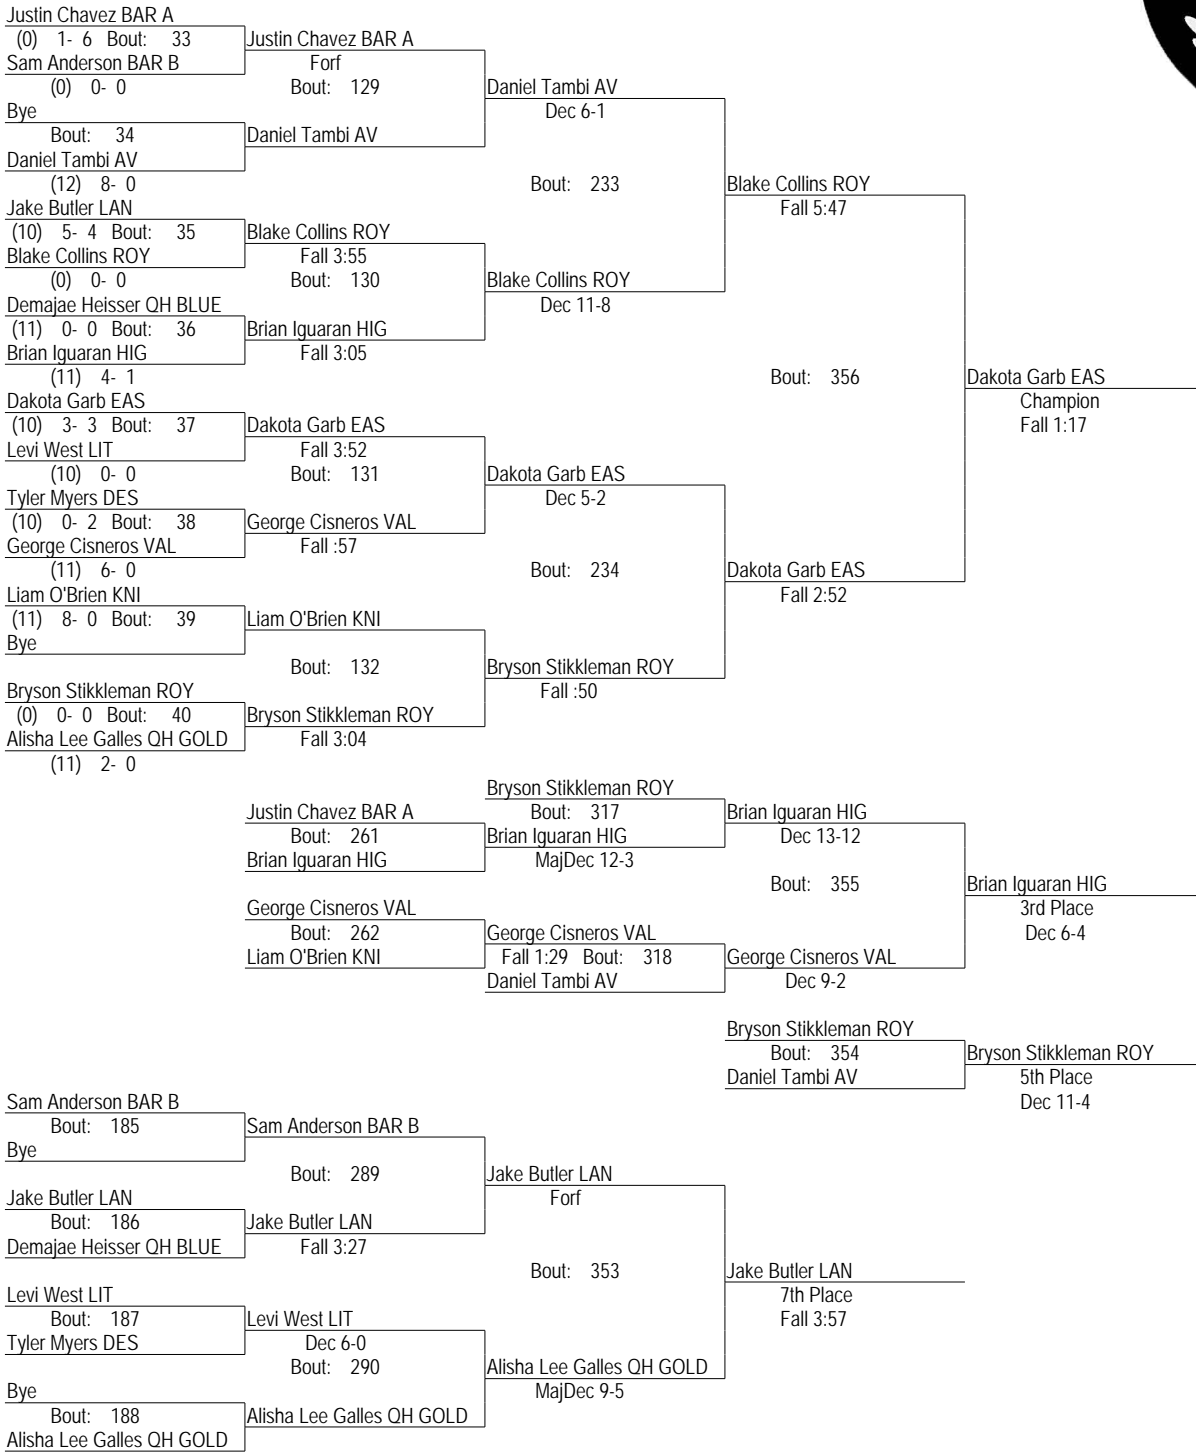 Justin Chavez BAR A
(0) 1- 6 Bout: 33 Justin Chavez BAR A
Sam Anderson BAR B Forf
(0) 0- 0 Bout: 129 Daniel Tambi AV
Bye Dec 6-1
Bout: 34 Daniel Tambi AV
Daniel Tambi AV
(12) 8- 0 Bout: 233 Blake Collins ROY
Jake Butler LAN Fall 5:47
(10) 5- 4 Bout: 35 Blake Collins ROY
Blake Collins ROY Fall 3:55
(0) 0- 0 Bout: 130 Blake Collins ROY
Demajae Heisser QH BLUE Dec 11-8
(11) 0- 0 Bout: 36 Brian Iguaran HIG
Brian Iguaran HIG Fall 3:05
(11) 4- 1 Bout: 356 Dakota Garb EAS
Dakota Garb EAS Champion
(10) 3- 3 Bout: 37 Dakota Garb EAS Fall 1:17
Levi West LIT Fall 3:52
(10) 0- 0 Bout: 131 Dakota Garb EAS
Tyler Myers DES Dec 5-2
(10) 0- 2 Bout: 38 George Cisneros VAL
George Cisneros VAL Fall :57
(11) 6- 0 Bout: 234 Dakota Garb EAS
Liam O'Brien KNI Fall 2:52
(11) 8- 0 Bout: 39 Liam O'Brien KNI
Bye
Bout: 132 Bryson Stikkleman ROY
Bryson Stikkleman ROY Fall :50
(0) 0- 0 Bout: 40 Bryson Stikkleman ROY
Alisha Lee Galles QH GOLD Fall 3:04
(11) 2- 0
Bryson Stikkleman ROY
Justin Chavez BAR A Bout: 317 Brian Iguaran HIG
Bout: 261 Brian Iguaran HIG Dec 13-12
Brian Iguaran HIG MajDec 12-3
Bout: 355 Brian Iguaran HIG
George Cisneros VAL 3rd Place
Bout: 262 George Cisneros VAL Dec 6-4
Liam O'Brien KNI Fall 1:29 Bout: 318 George Cisneros VAL
Daniel Tambi AV Dec 9-2
Bryson Stikkleman ROY
Bout: 354 Bryson Stikkleman ROY
Daniel Tambi AV 5th Place
Sam Anderson BAR B Dec 11-4
Bout: 185 Sam Anderson BAR B
Bye
Bout: 289 Jake Butler LAN
Jake Butler LAN Forf
Bout: 186 Jake Butler LAN
Demajae Heisser QH BLUE Fall 3:27
Bout: 353 Jake Butler LAN
Levi West LIT 7th Place
Bout: 187 Levi West LIT Fall 3:57
Tyler Myers DES Dec 6-0
Bout: 290 Alisha Lee Galles QH GOLD
Bye MajDec 9-5
Bout: 188 Alisha Lee Galles QH GOLD
Alisha Lee Galles QH GOLD